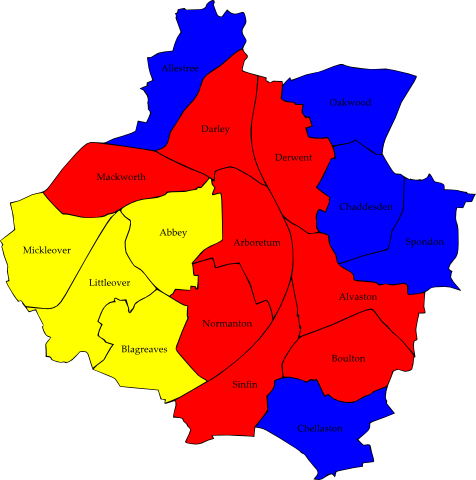 Allestree
Oakwood
Darley
Derwent
Mackworth
Chaddesden
Abbey
Arboretum
Spondon
Mickleover
Littleover
Alvaston
Normanton
Blagreaves
Boulton
Sinfin
Chellaston